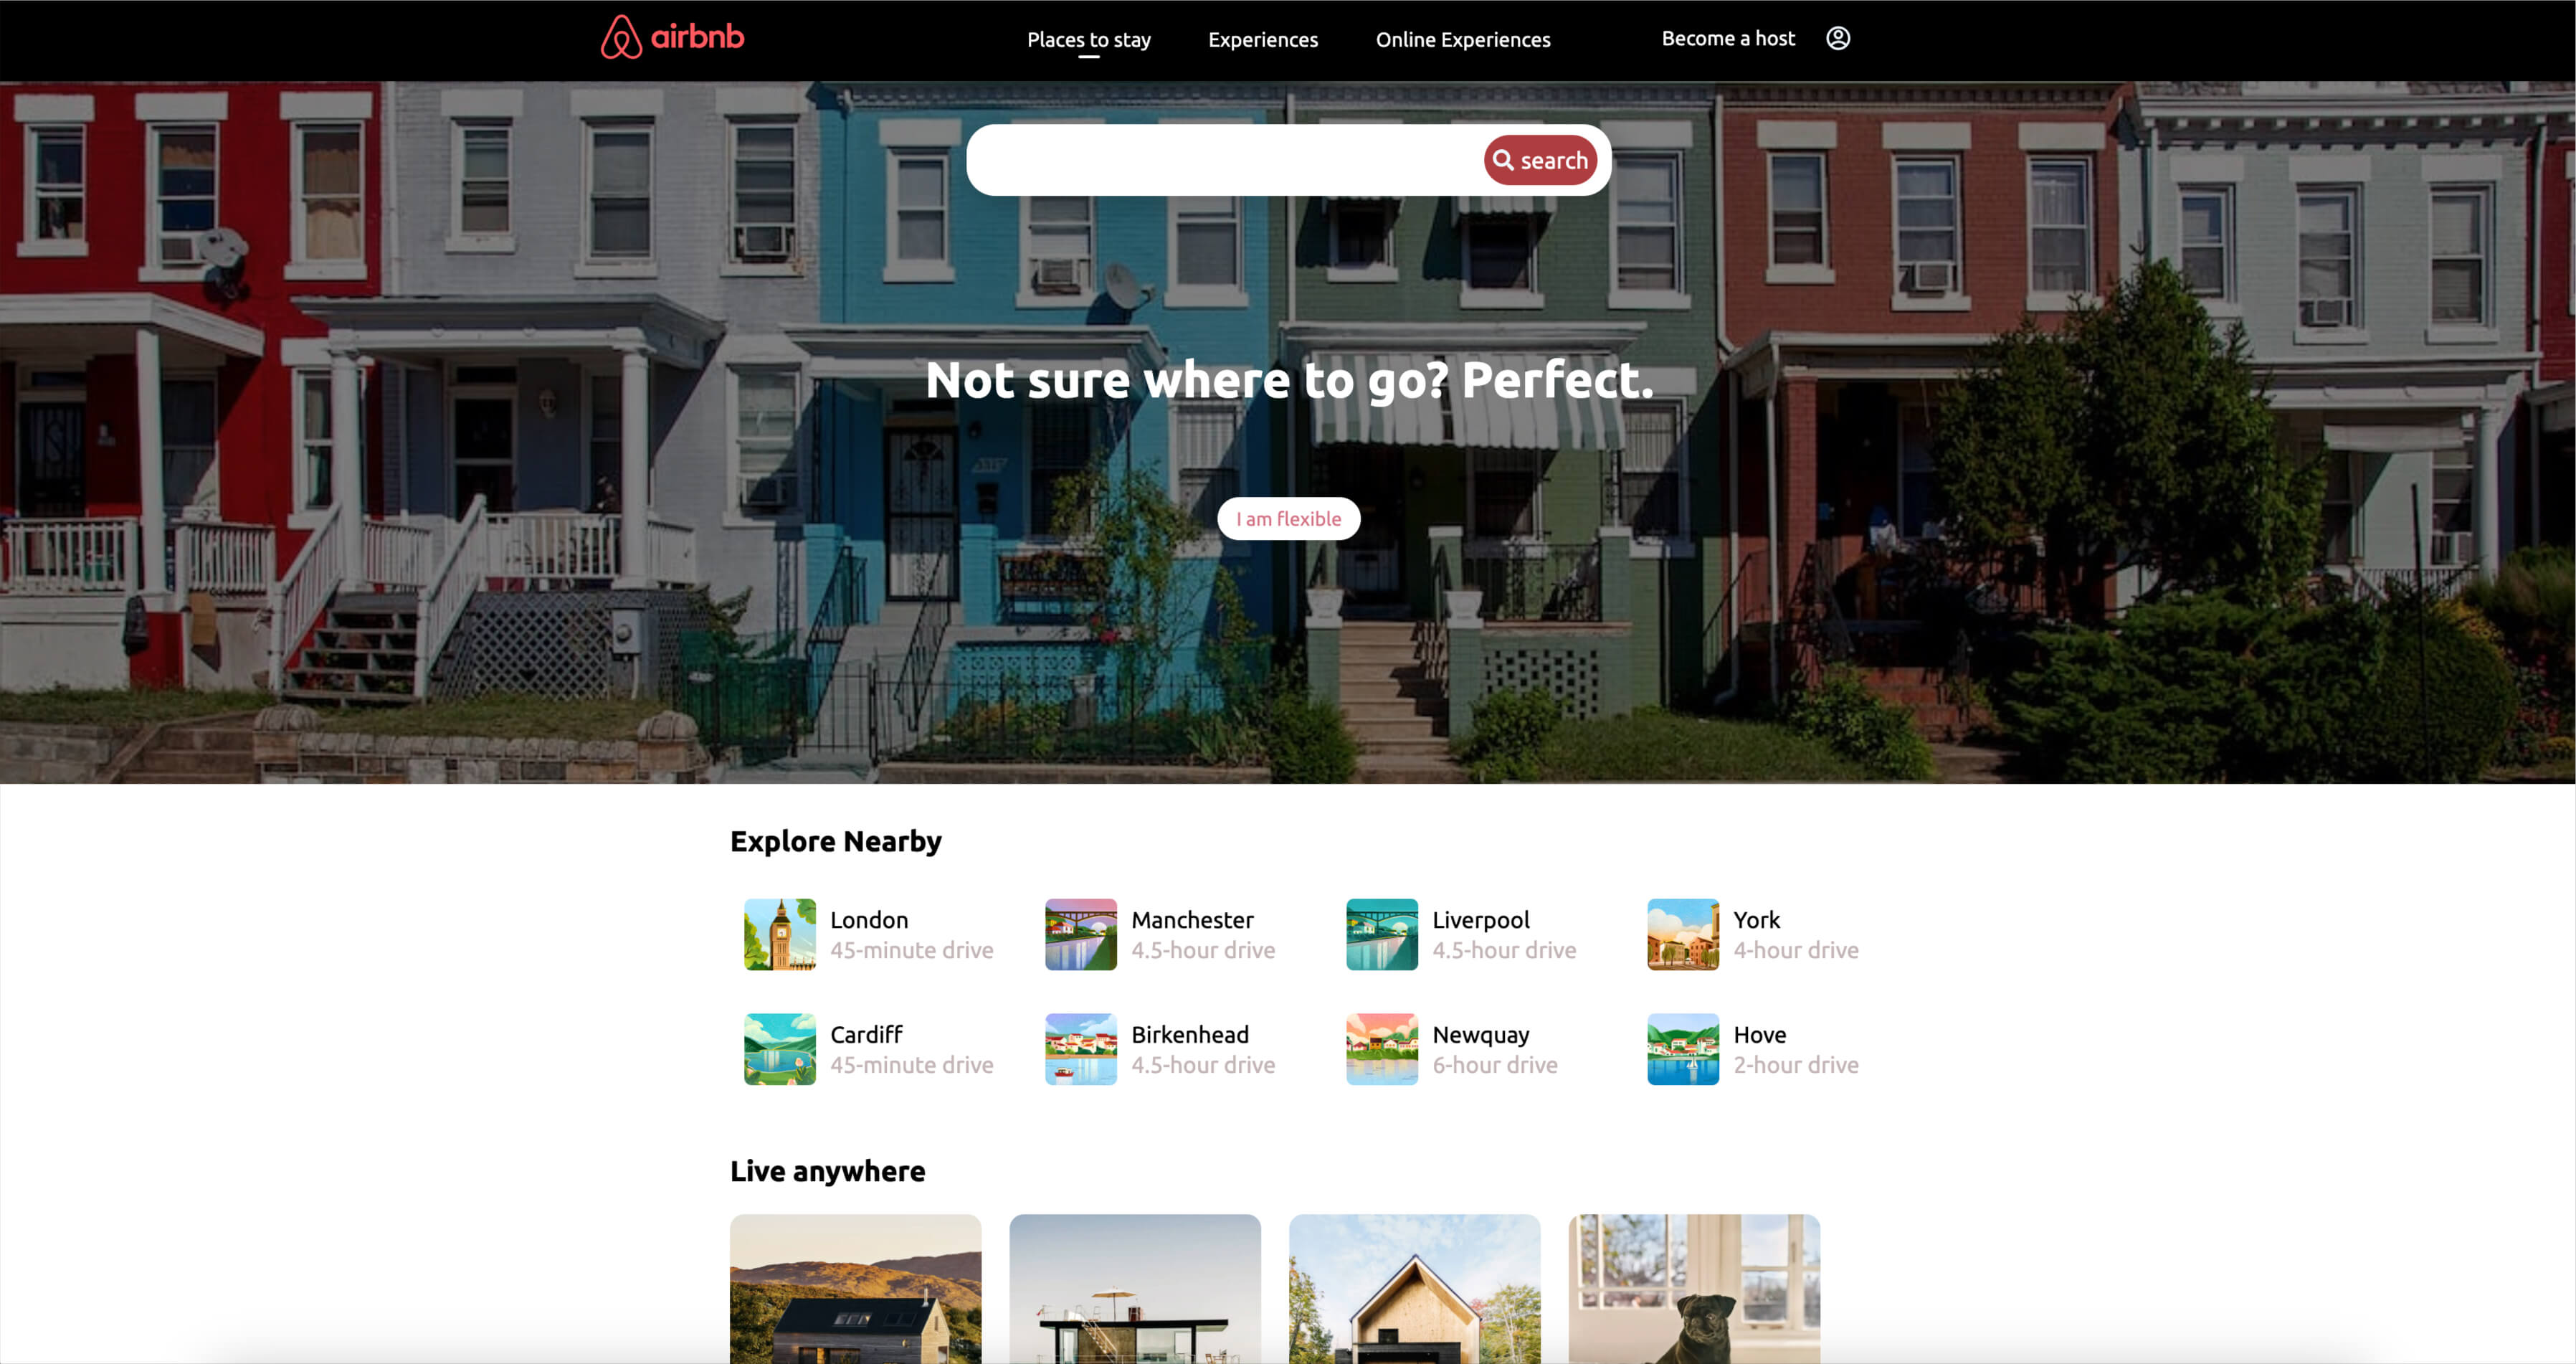 airbnb
Places to stay
Experiences
Online Experiences
Become a host
search
Not sure where to go? Perfect.
I am flexible
Explore Nearby
London
45-minute drive
Manchester
4.5-hour drive
Liverpool
4.5-hour drive
York
4-hour drive
Cardiff
45-minute drive
Birkenhead
4.5-hour drive
Newquay
6-hour drive
Hove
2-hour drive
Live anywhere